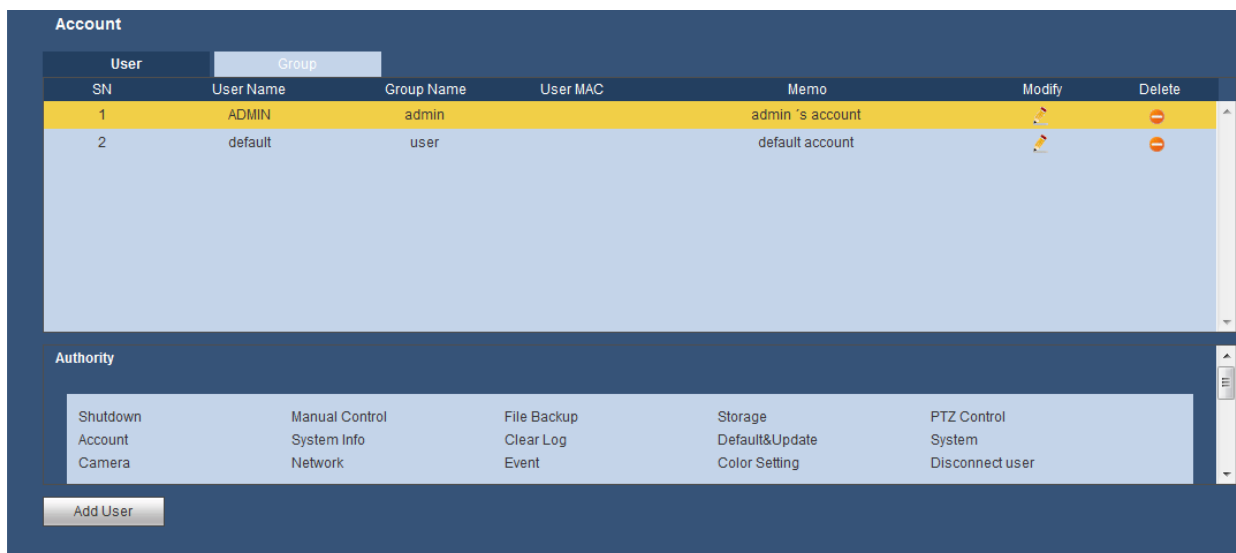 Account
User Group
SN User Name Group Name User MAC Memo Modify Delete
1 ADMIN admin admin ´s account
2 default user default account
Authority
Shutdown Manual Control File Backup Storage PTZ Control
Account System Info Clear Log Default&Update System
Camera Network Event Color Setting Disconnect user
Add User